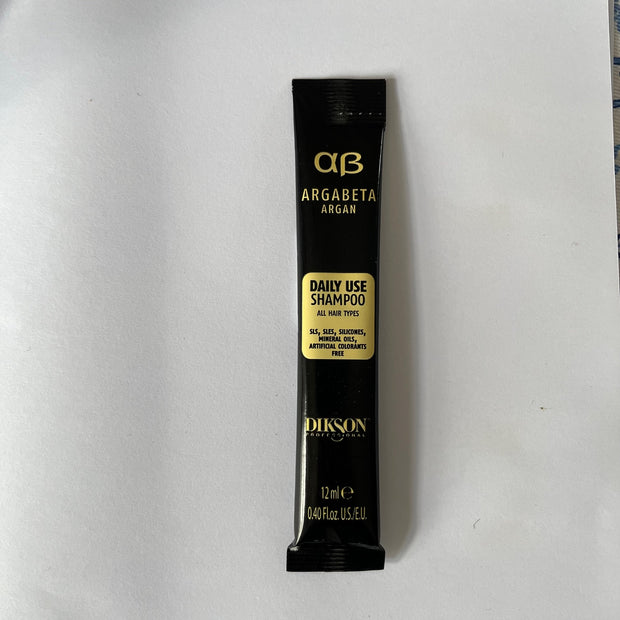 αβ
ARGABETA
ARGAN
DAILY USE
SHAMPOO
ALL HAIR TYPES
SLS, SLES, SILICONES,
MINERAL OILS,
ARTIFICIAL COLORANTS
FREE
DIKSON
PROFESSIONAL
12 ml ℮
0.40 Fl.oz. U.S./E.U.